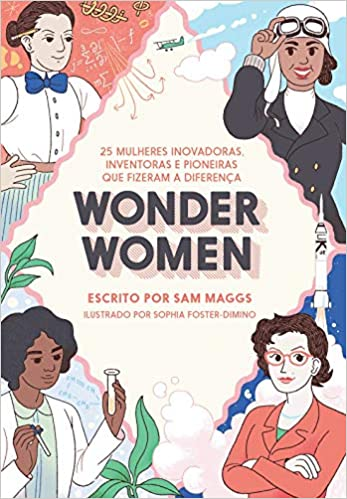 25 MULHERES INOVADORAS,
INVENTORAS E PIONEIRAS
QUE FIZERAM A DIFERENÇA
WONDER
WOMEN
ESCRITO POR SAM MAGGS
ILUSTRADO POR SOPHIA FOSTER-DIMINO